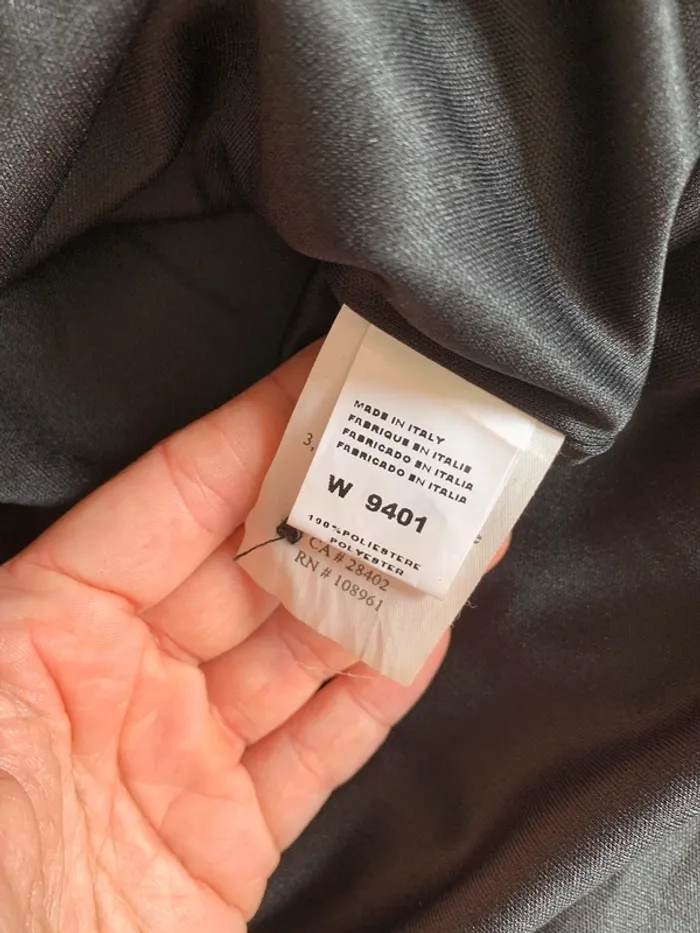 MADE IN ITALY
FABRIQUE EN ITALIE
FABRICADO EN ITALIA
FABRICADO EN ITALIA
W 9401
100%POLIESTERE
POLYESTER
3,
CA # 28402
RN # 108961